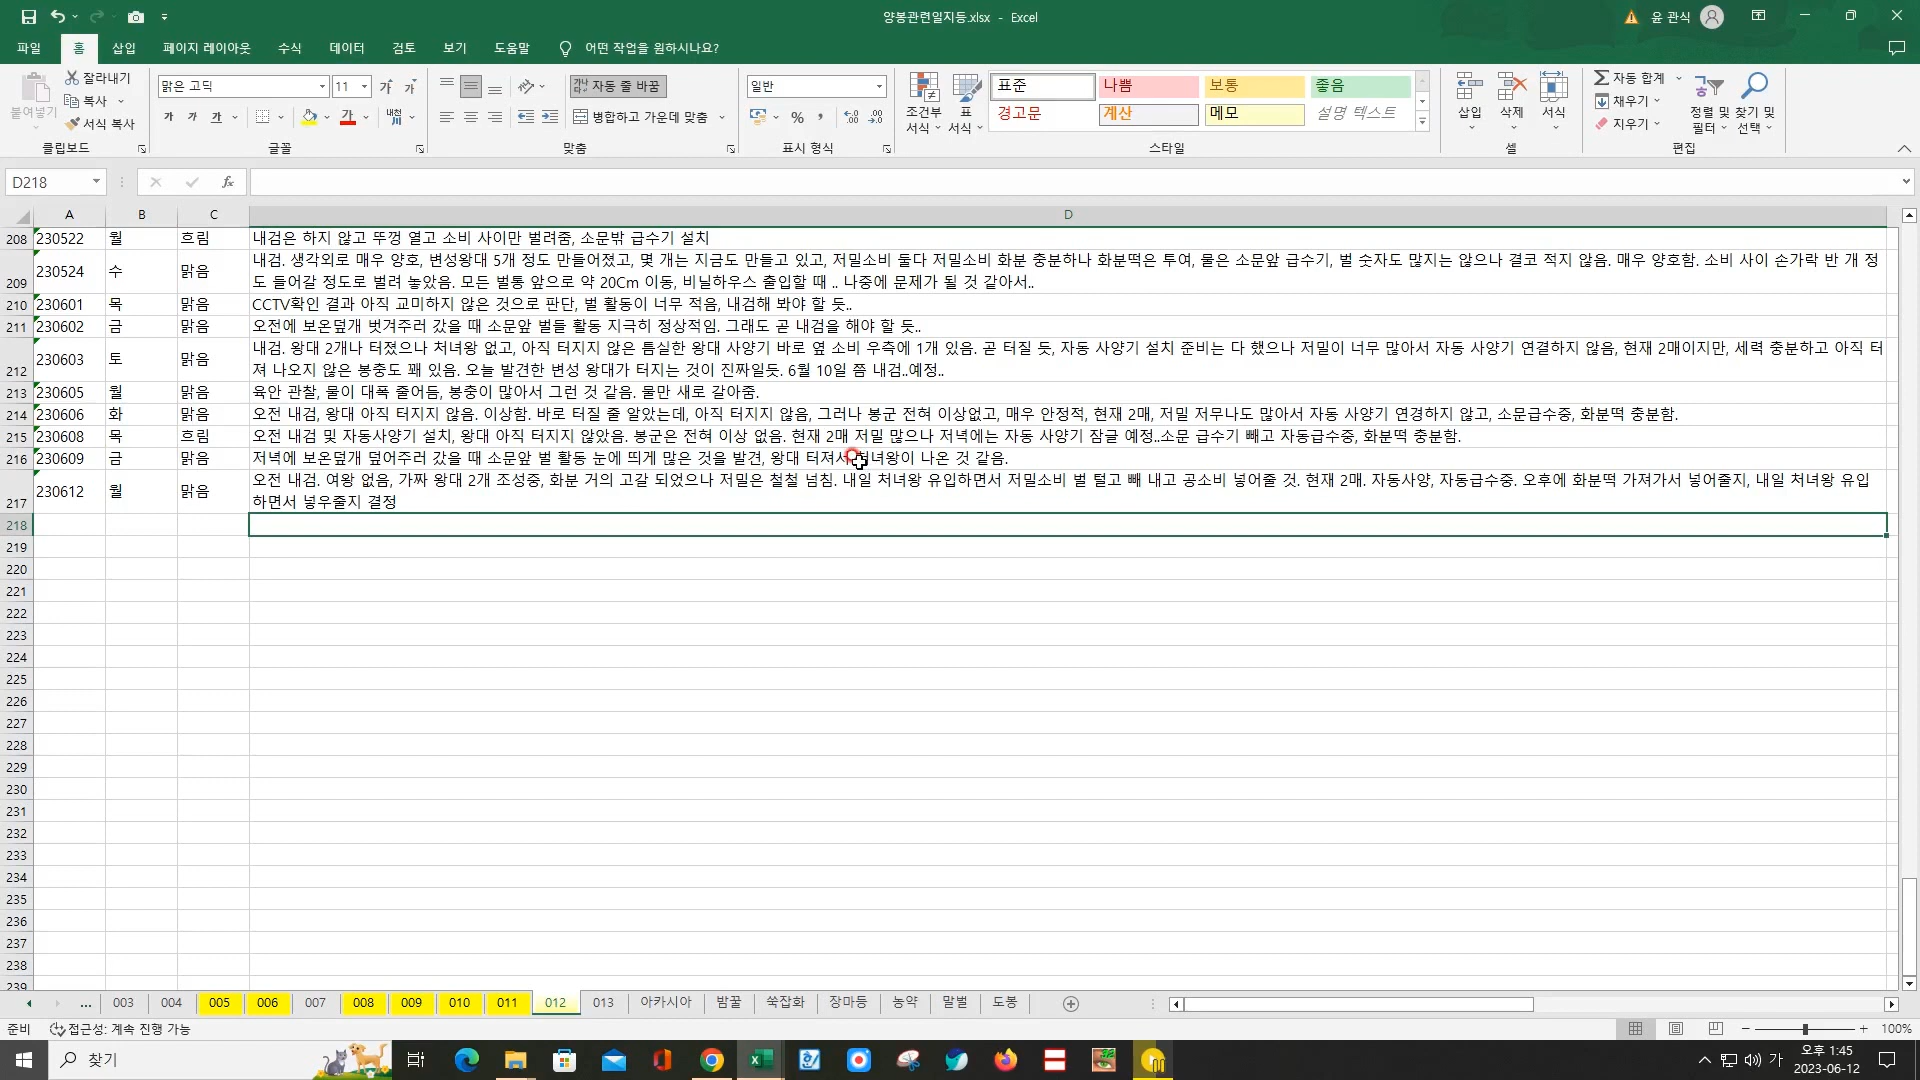 양봉관련일지등.xlsx - Excel
윤 관식
파일 홈 삽입 페이지 레이아웃 수식 데이터 검토 보기 도움말 어떤 작업을 원하시나요?
붙여넣기
잘라내기
복사
서식 복사
클립보드
맑은 고딕 11
가 가 가
글꼴
자동 줄 바꿈
병합하고 가운데 맞춤
맞춤
일반
표시 형식
조건부 서식
표 서식
표준 나쁨 보통 좋음
경고문 계산 메모 설명 텍스트
스타일
삽입 삭제 서식
셀
자동 합계
채우기
지우기
정렬 및 필터
찾기 및 선택
편집
D218
fx
A B C D
208 230522 월 흐림 내검은 하지 않고 뚜껑 열고 소비 사이만 벌려줌, 소문밖 급수기 설치
209 230524 수 맑음 내검. 생각외로 매우 양호, 변성왕대 5개 정도 만들어졌고, 몇 개는 지금도 만들고 있고, 저밀소비 둘다 저밀소비 화분 충분하나 화분떡은 투여, 물은 소문앞 급수기, 벌 숫자도 많지는 않으나 결코 적지 않음. 매우 양호함. 소비 사이 손가락 반 개 정
도 들어갈 정도로 벌려 놓았음. 모든 벌통 앞으로 약 20Cm 이동, 비닐하우스 출입할 때 .. 나중에 문제가 될 것 같아서..
210 230601 목 맑음 CCTV확인 결과 아직 교미하지 않은 것으로 판단, 벌 활동이 너무 적음, 내검해 봐야 할 듯..
211 230602 금 맑음 오전에 보온덮개 벗겨주러 갔을 때 소문앞 벌들 활동 지극히 정상적임. 그래도 곧 내검을 해야 할 듯..
212 230603 토 맑음 내검. 왕대 2개나 터졌으나 처녀왕 없고, 아직 터지지 않은 틈실한 왕대 사양기 바로 옆 소비 우측에 1개 있음. 곧 터질 듯, 자동 사양기 설치 준비는 다 했으나 저밀이 너무 많아서 자동 사양기 연결하지 않음, 현재 2매이지만, 세력 충분하고 아직 터
져 나오지 않은 봉충도 꽤 있음. 오늘 발견한 변성 왕대가 터지는 것이 진짜일듯. 6월 10일 쯤 내검..예정..
213 230605 월 맑음 육안 관찰, 물이 대폭 줄어듬, 봉충이 많아서 그런 것 같음. 물만 새로 갈아줌.
214 230606 화 맑음 오전 내검, 왕대 아직 터지지 않음. 이상함. 바로 터질 줄 알았는데, 아직 터지지 않음, 그러나 봉군 전혀 이상없고, 매우 안정적, 현재 2매, 저밀 저무나도 많아서 자동 사양기 연경하지 않고, 소문급수중, 화분떡 충분함.
215 230608 목 흐림 오전 내검 및 자동사양기 설치, 왕대 아직 터지지 않았음. 봉군은 전혀 이상 없음. 현재 2매 저밀 많으나 저녁에는 자동 사양기 잠글 예정..소문 급수기 빼고 자동급수중, 화분떡 충분함.
216 230609 금 맑음 저녁에 보온덮개 덮어주러 갔을 때 소문앞 벌 활동 눈에 띄게 많은 것을 발견, 왕대 터져서 처녀왕이 나온 것 같음.
217 230612 월 맑음 오전 내검. 여왕 없음, 가짜 왕대 2개 조성중, 화분 거의 고갈 되었으나 저밀은 철철 넘침. 내일 처녀왕 유입하면서 저밀소비 벌 털고 빼 내고 공소비 넣어줄 것. 현재 2매. 자동사양, 자동급수중. 오후에 화분떡 가져가서 넣어줄지, 내일 처녀왕 유입
하면서 넣우줄지 결정
218
219
220
221
222
223
224
225
226
227
228
229
230
231
232
233
234
235
236
237
238
239
... 003 004 005 006 007 008 009 010 011 012 013 아카시아 밤꿀 쑥잡화 장마등 농약 말벌 도봉
준비 접근성: 계속 진행 가능 100%
찾기
가 오후 1:45
2023-06-12